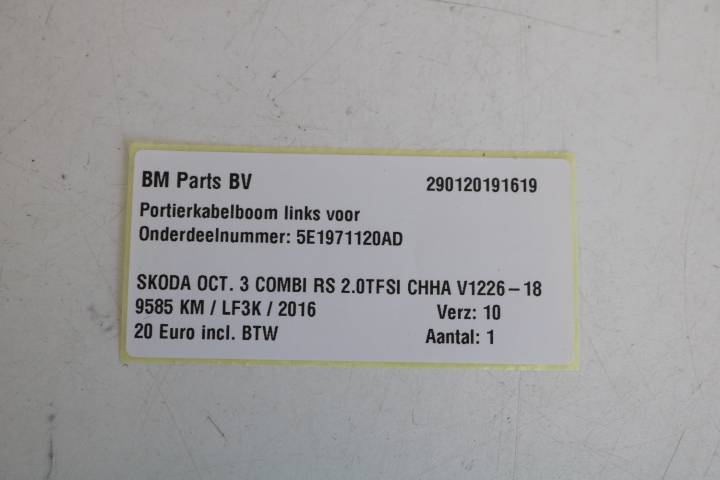 BM Parts BV 290120191619
Portierkabelboom links voor
Onderdeelnummer: 5E1971120AD
SKODA OCT. 3 COMBI RS 2.0TFSI CHHA V1226-18
9585 KM / LF3K / 2016 Verz: 10
20 Euro incl. BTW Aantal: 1